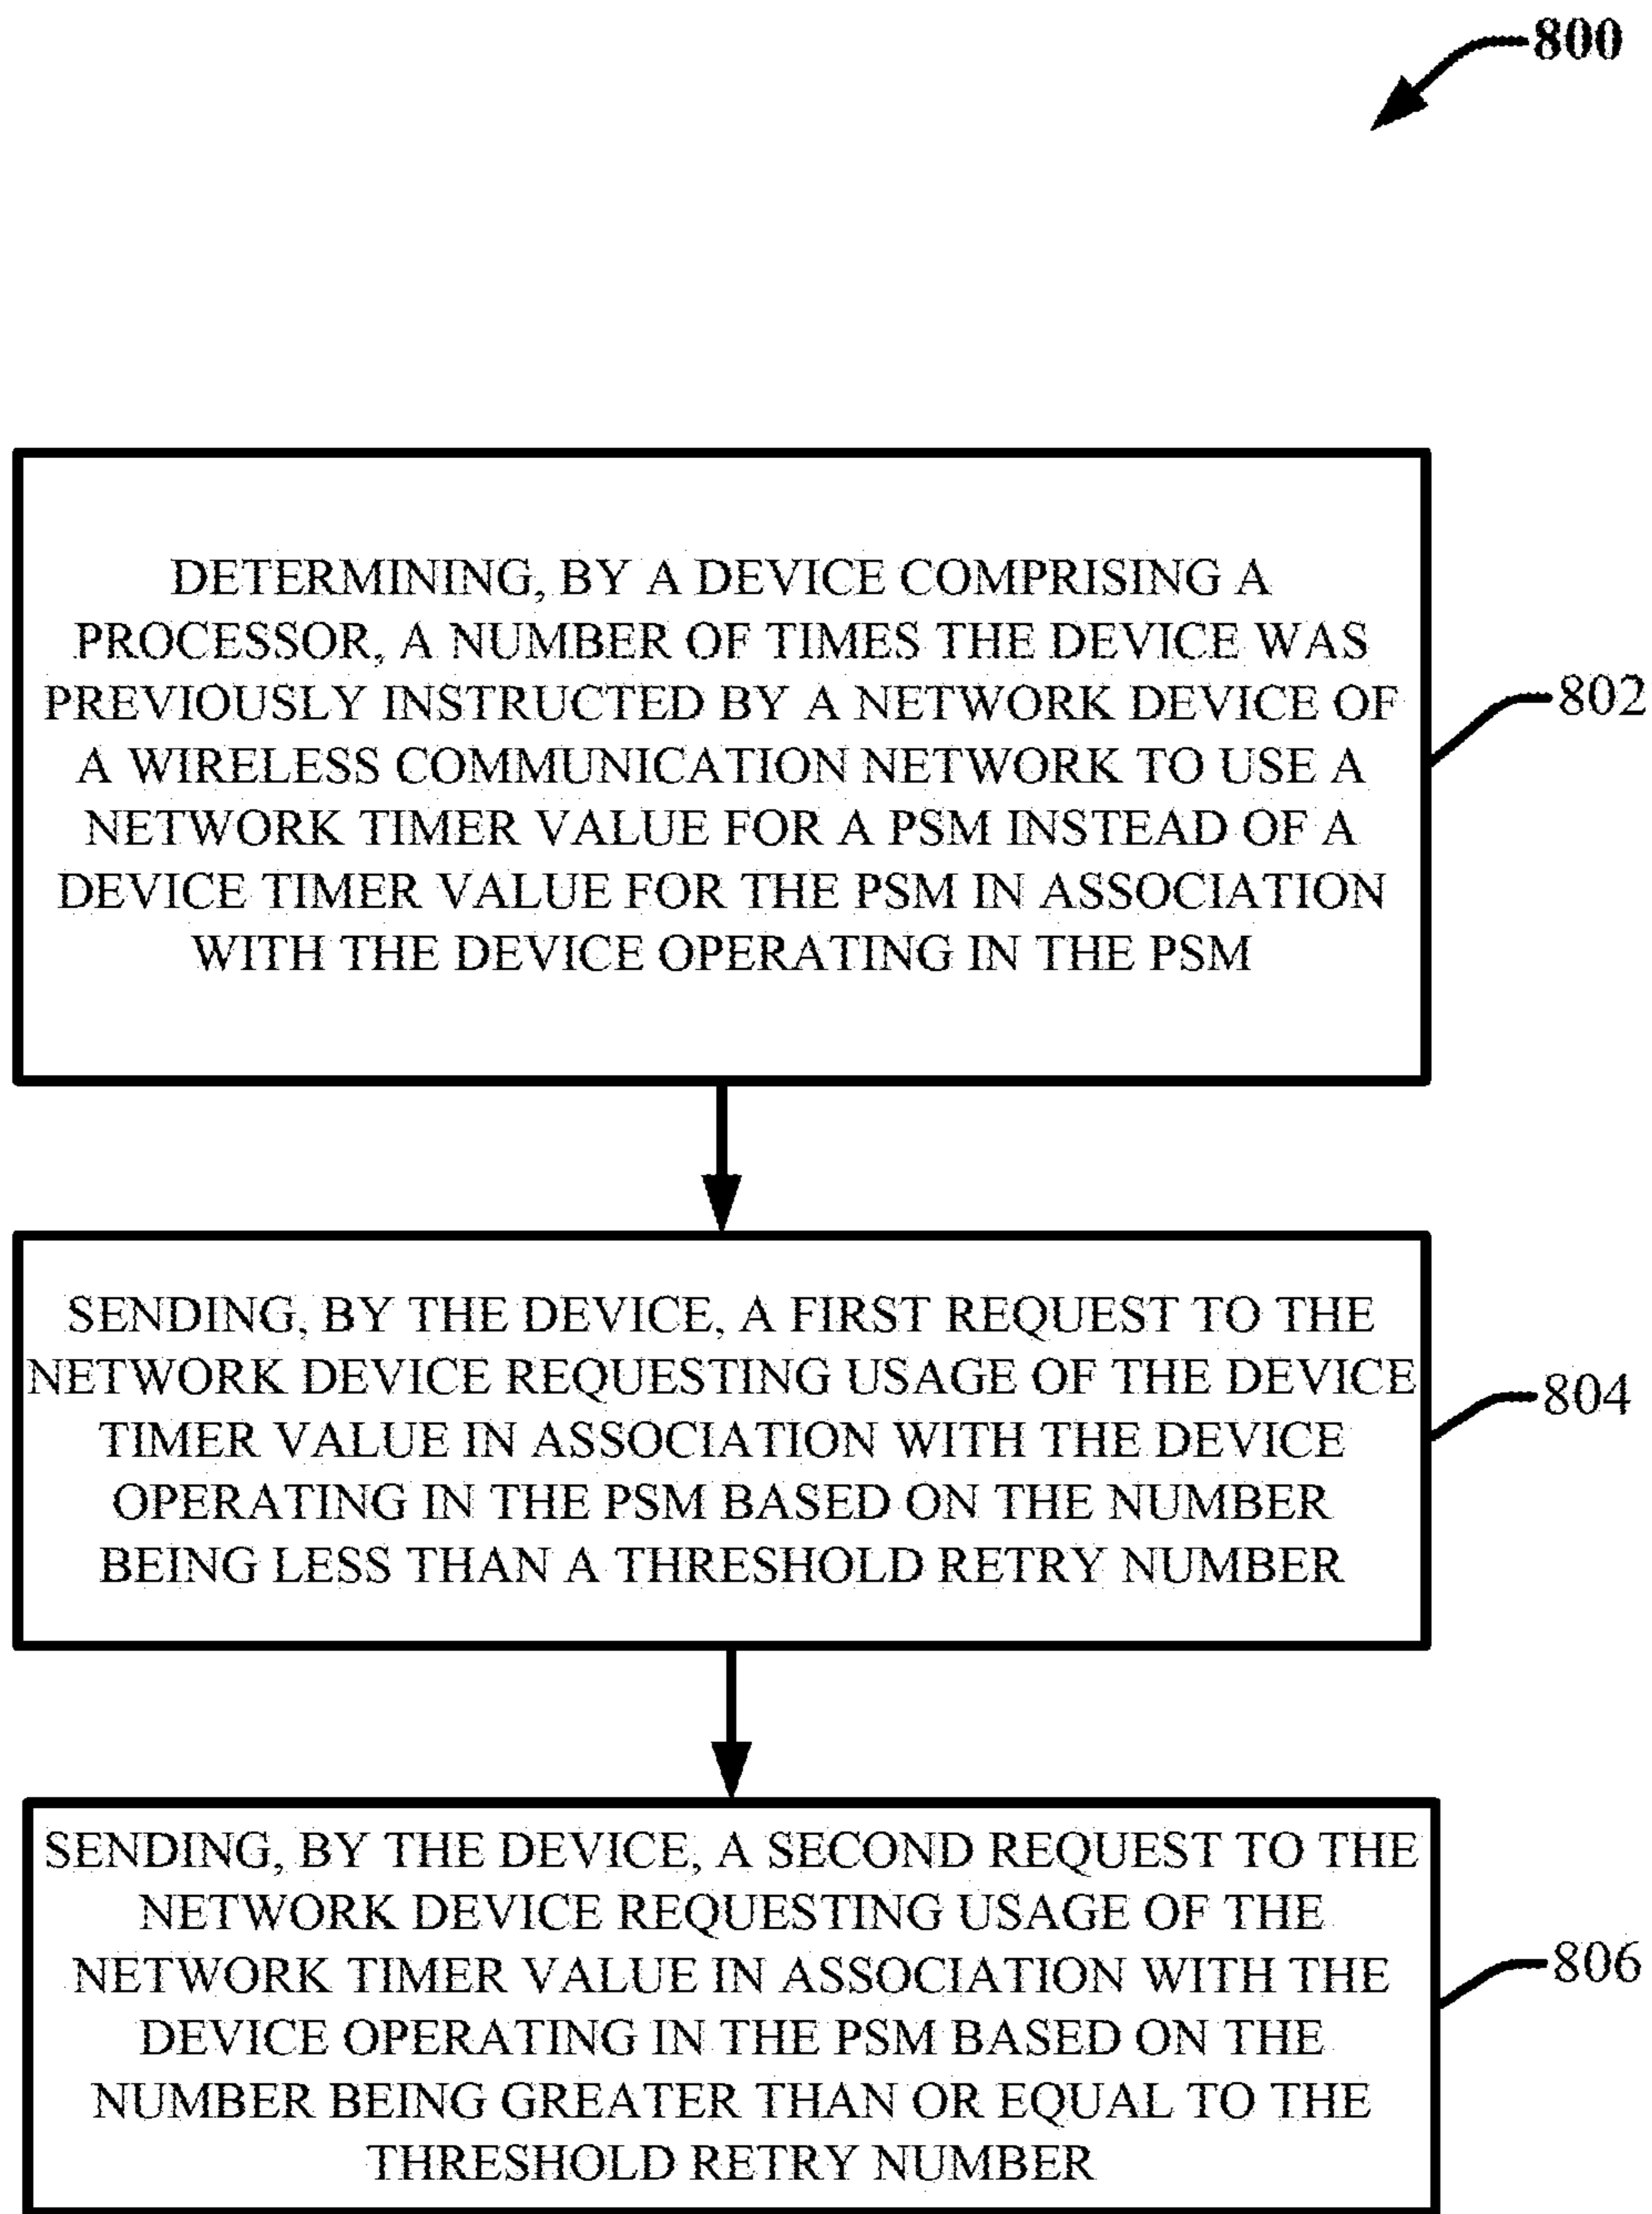 800
DETERMINING, BY A DEVICE COMPRISING A
PROCESSOR, A NUMBER OF TIMES THE DEVICE WAS
PREVIOUSLY INSTRUCTED BY A NETWORK DEVICE OF
A WIRELESS COMMUNICATION NETWORK TO USE A
NETWORK TIMER VALUE FOR A PSM INSTEAD OF A
DEVICE TIMER VALUE FOR THE PSM IN ASSOCIATION
WITH THE DEVICE OPERATING IN THE PSM
802
SENDING, BY THE DEVICE, A FIRST REQUEST TO THE
NETWORK DEVICE REQUESTING USAGE OF THE DEVICE
TIMER VALUE IN ASSOCIATION WITH THE DEVICE
OPERATING IN THE PSM BASED ON THE NUMBER
BEING LESS THAN A THRESHOLD RETRY NUMBER
804
SENDING, BY THE DEVICE, A SECOND REQUEST TO THE
NETWORK DEVICE REQUESTING USAGE OF THE
NETWORK TIMER VALUE IN ASSOCIATION WITH THE
DEVICE OPERATING IN THE PSM BASED ON THE
NUMBER BEING GREATER THAN OR EQUAL TO THE
THRESHOLD RETRY NUMBER
806